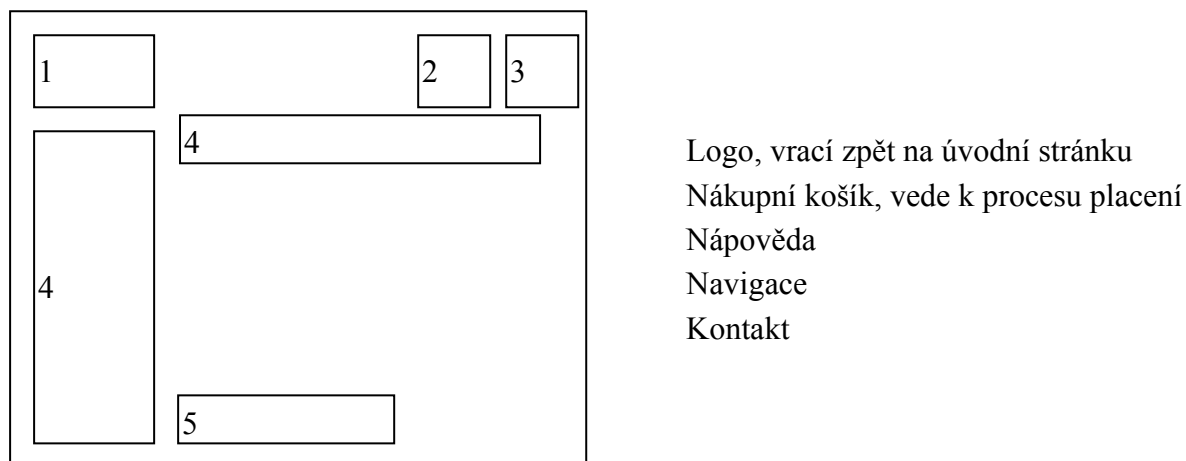 1
2
3
4
4
5
Logo, vrací zpět na úvodní stránku
Nákupní košík, vede k procesu placení
Nápověda
Navigace
Kontakt